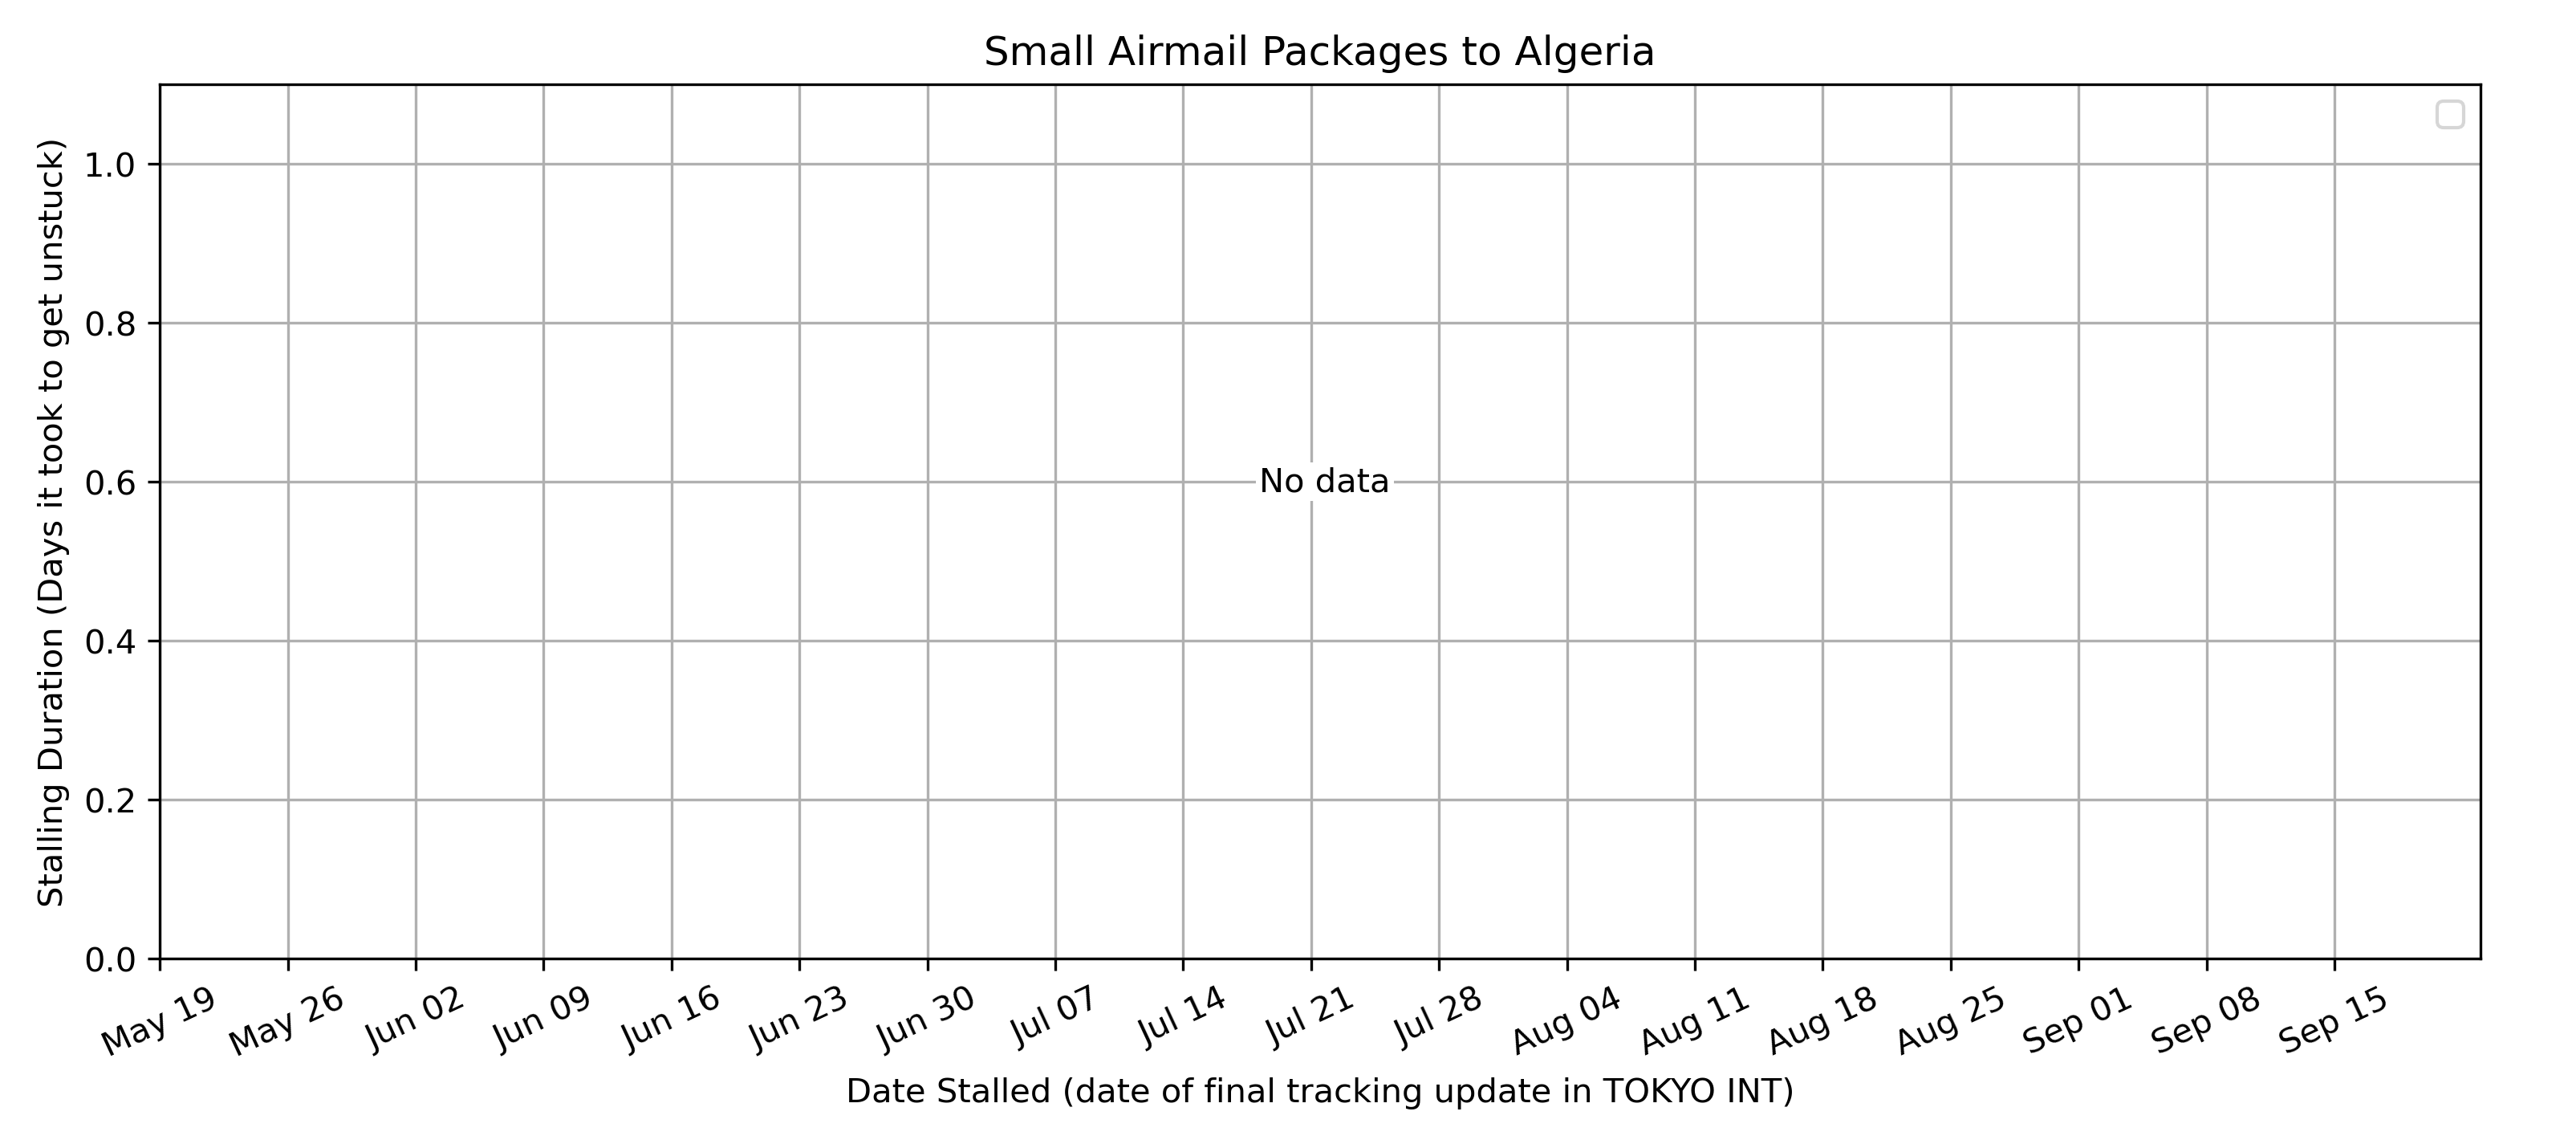 Small Airmail Packages to Algeria
Stalling Duration (Days it took to get unstuck)
1.0
0.8
0.6
0.4
0.2
0.0
No data
May 19
May 26
Jun 02
Jun 09
Jun 16
Jun 23
Jun 30
Jul 07
Jul 14
Jul 21
Jul 28
Aug 04
Aug 11
Aug 18
Aug 25
Sep 01
Sep 08
Sep 15
Date Stalled (date of final tracking update in TOKYO INT)